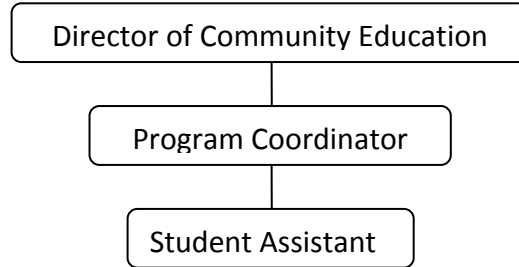 Director of Community Education
Program Coordinator
Student Assistant